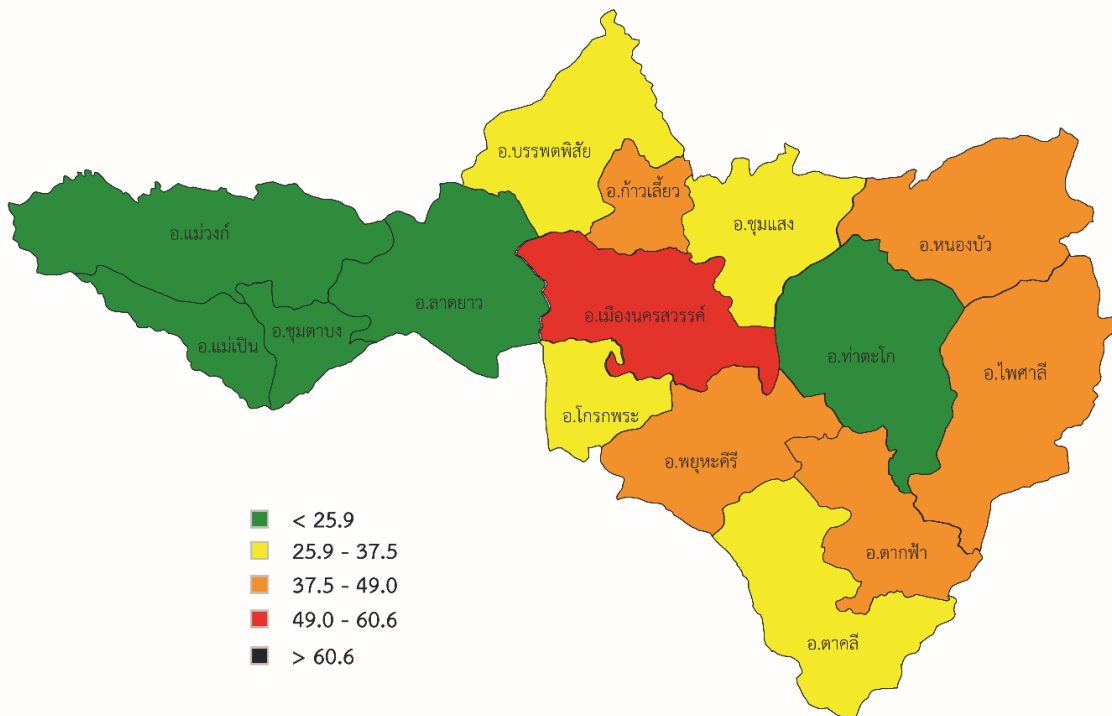 อ.บรรพตพิสัย
อ.ก้าวเลี้ยว
อ.ชุมแสง
อ.หนองบัว
อ.แม่วงก์
อ.ลาดยาว
อ.เมืองนครสวรรค์
อ.ชุมตาบง
อ.แม่เปิน
อ.ท่าตะโก
อ.ไพศาลี
อ.โกรกพระ
อ.พยุหะคีรี
อ.ตากฟ้า
อ.ตาคลี
< 25.9
25.9 - 37.5
37.5 - 49.0
49.0 - 60.6
> 60.6